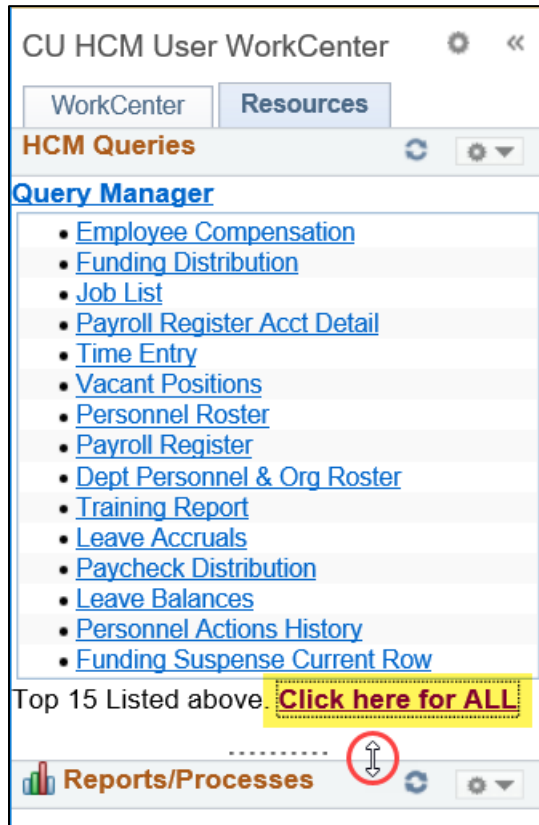 CU HCM User WorkCenter
WorkCenter Resources
HCM Queries
Query Manager
Employee Compensation
Funding Distribution
Job List
Payroll Register Acct Detail
Time Entry
Vacant Positions
Personnel Roster
Payroll Register
Dept Personnel & Org Roster
Training Report
Leave Accruals
Paycheck Distribution
Leave Balances
Personnel Actions History
Funding Suspense Current Row
Top 15 Listed above. Click here for ALL
Reports/Processes